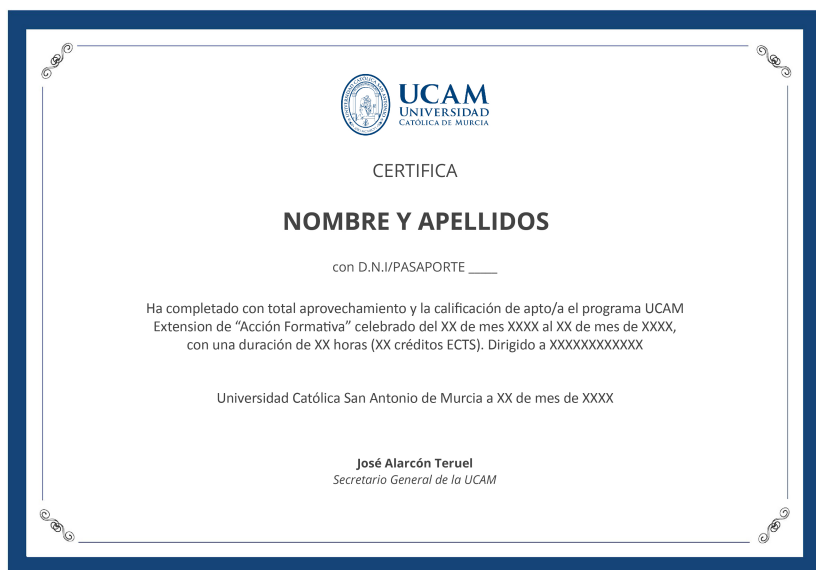 UCAM
UNIVERSIDAD
CATÓLICA DE MURCIA
CERTIFICA
NOMBRE Y APELLIDOS
con D.N.I/PASAPORTE ____
Ha completado con total aprovechamiento y la calificación de apto/a el programa UCAM
Extension de “Acción Formativa” celebrado del XX de mes XXXX al XX de mes de XXXX,
con una duración de XX horas (XX créditos ECTS). Dirigido a XXXXXXXXXXXX
Universidad Católica San Antonio de Murcia a XX de mes de XXXX
José Alarcón Teruel
Secretario General de la UCAM